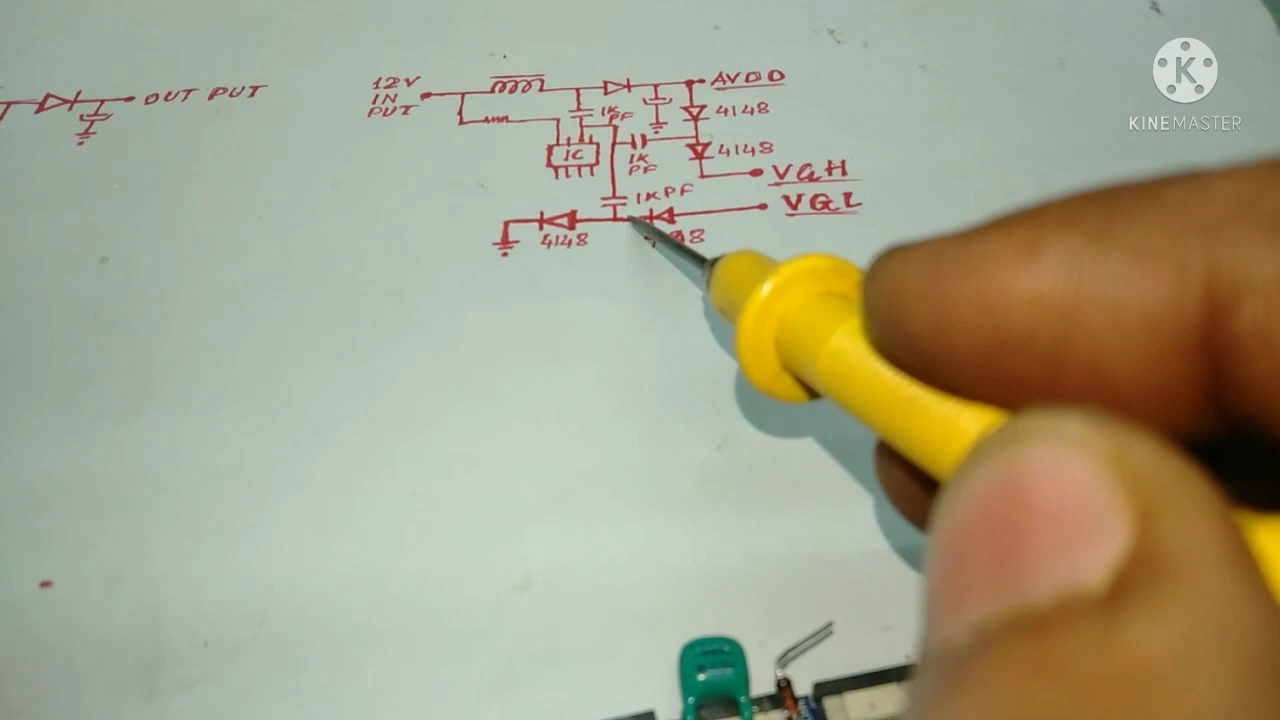 OUT PUT
12V
IN
PUT
AVDD
1K
PF
4148
IC
1K
PF
4148
VGH
1KPF
VGL
4148
K
KINEMASTER